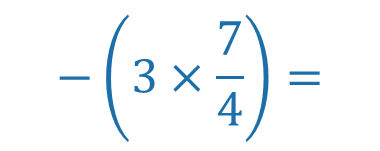 −(3 × 7/4) =